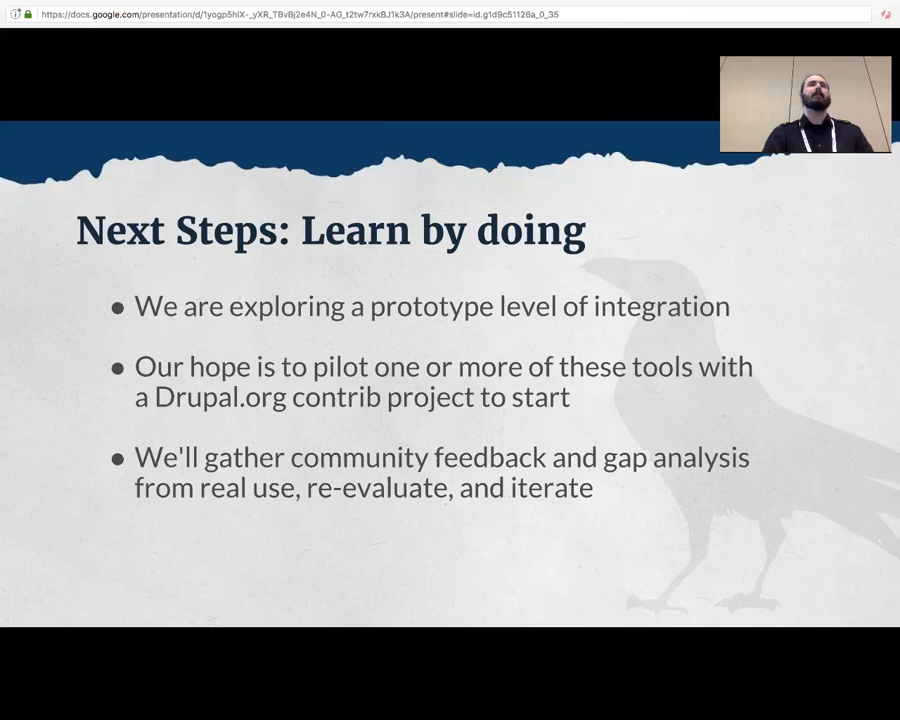 https://docs.google.com/presentation/d/1yogp5hlX-_yXR_TBvBj2e4N_0-AG_t2tw7rxkBJ1k3A/present#slide=id.g1d9c51126a_0_35
Next Steps: Learn by doing
● We are exploring a prototype level of integration
● Our hope is to pilot one or more of these tools with
a Drupal.org contrib project to start
● We'll gather community feedback and gap analysis
from real use, re-evaluate, and iterate